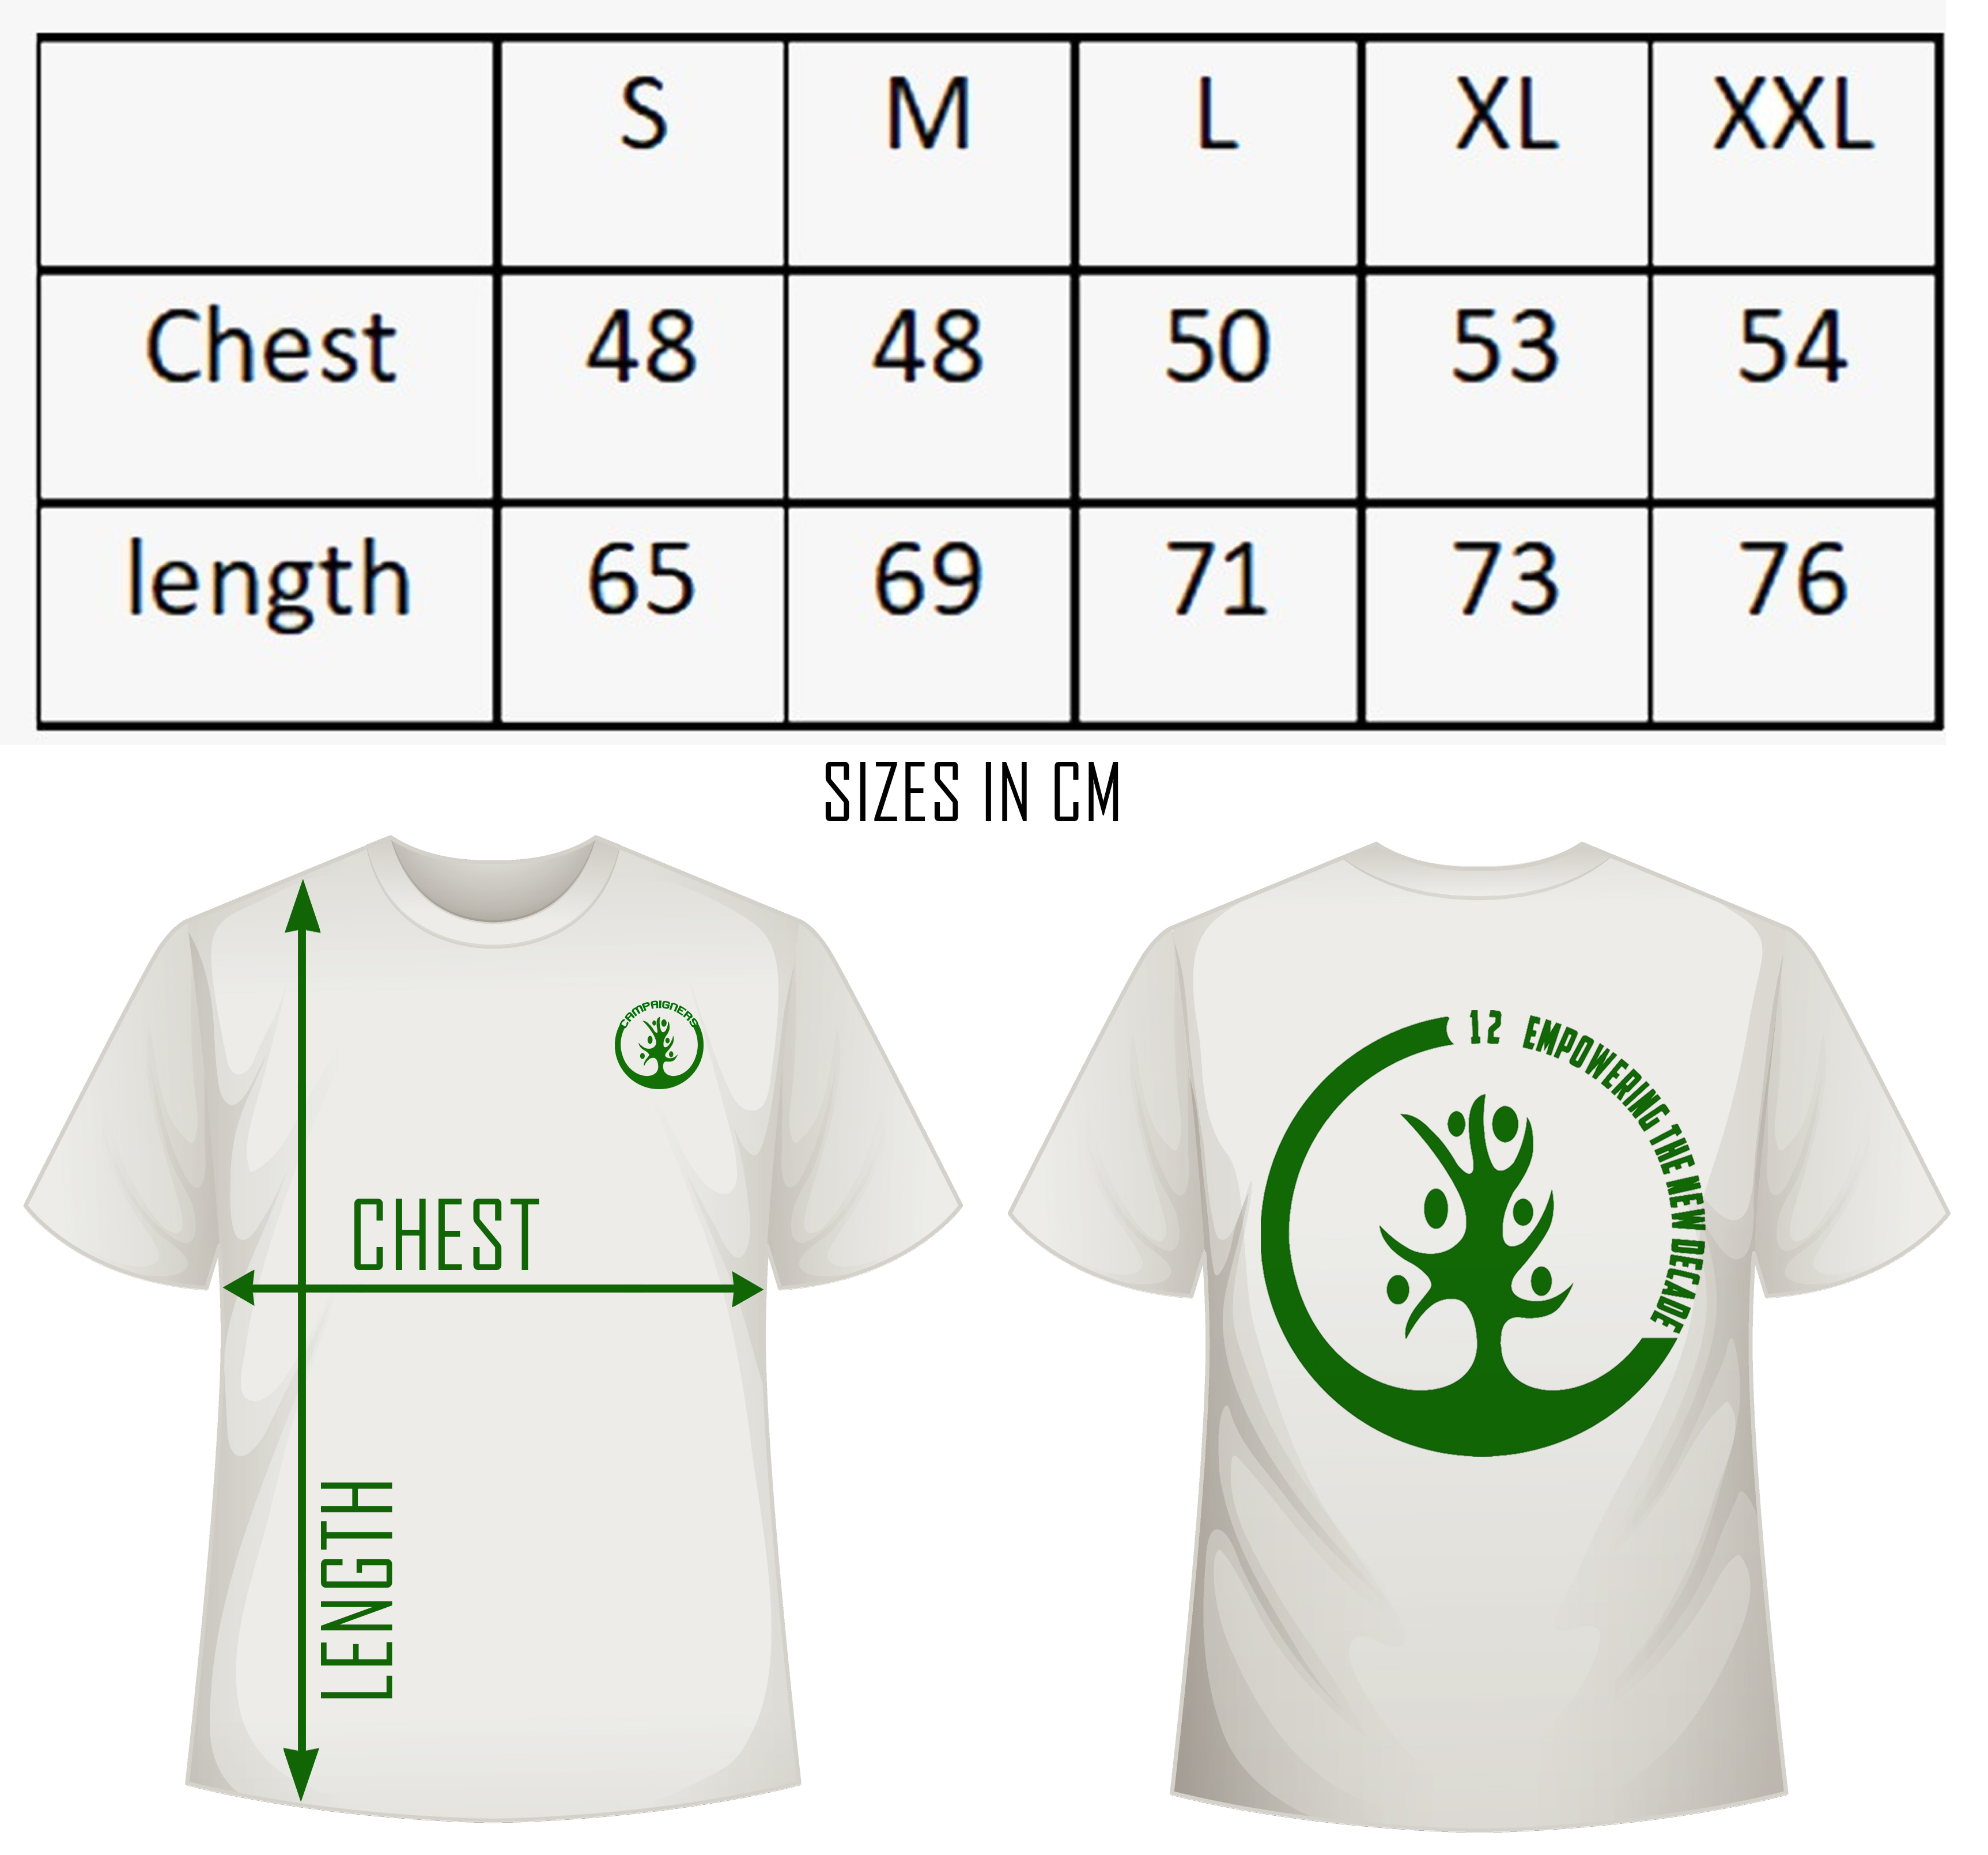 S M L XL XXL
Chest 48 48 50 53 54
length 65 69 71 73 76
SIZES IN CM
CAMPAIGNERS
CHEST
LENGTH
12 EMPOWERING THE NEW DECADE